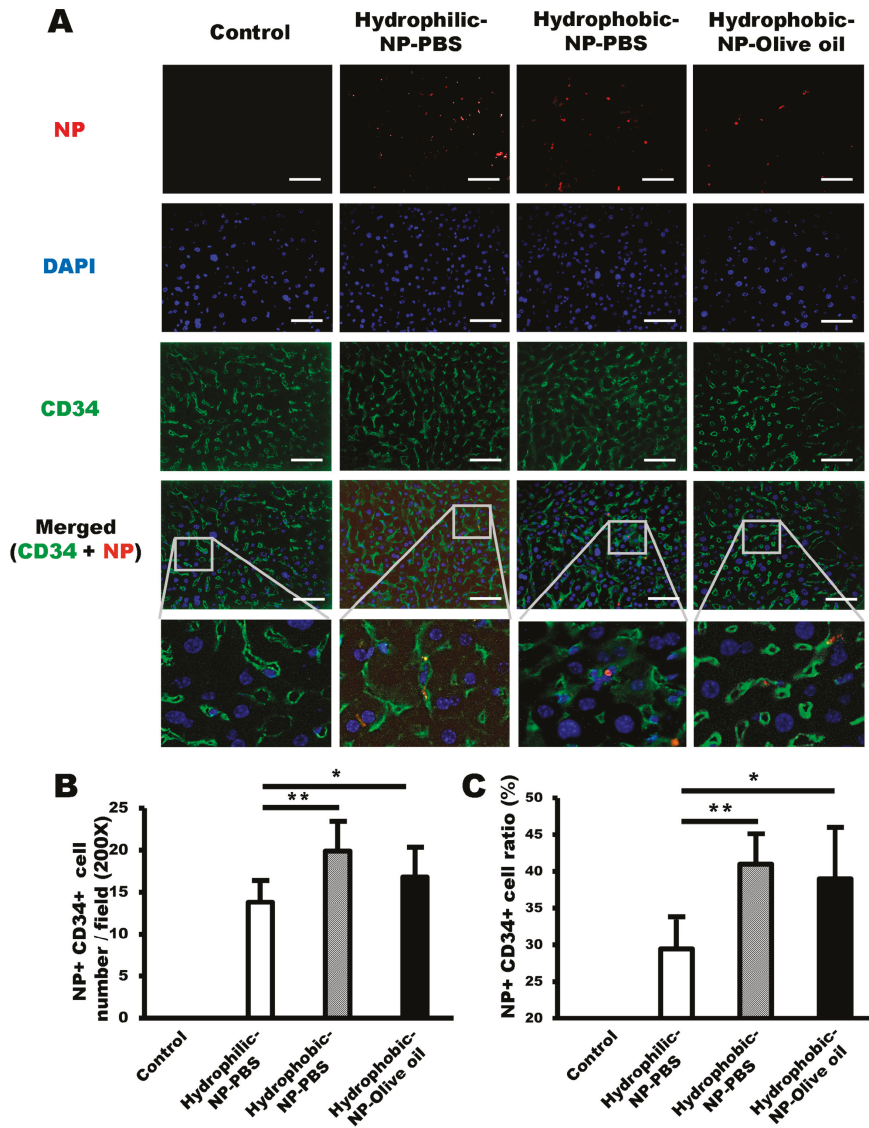 A
Control
Hydrophilic-
NP-PBS
Hydrophobic-
NP-PBS
Hydrophobic-
NP-Olive oil
NP
DAPI
CD34
Merged
(CD34 + NP)
B
NP+ CD34+ cell
number / field (200X)
25
20
15
10
5
0
**
*
Control
Hydrophilic-
NP-PBS
Hydrophobic-
NP-PBS
Hydrophobic-
NP-Olive oil
C
NP+ CD34+ cell ratio (%)
50
45
40
35
30
25
20
**
*
Control
Hydrophilic-
NP-PBS
Hydrophobic-
NP-PBS
Hydrophobic-
NP-Olive oil